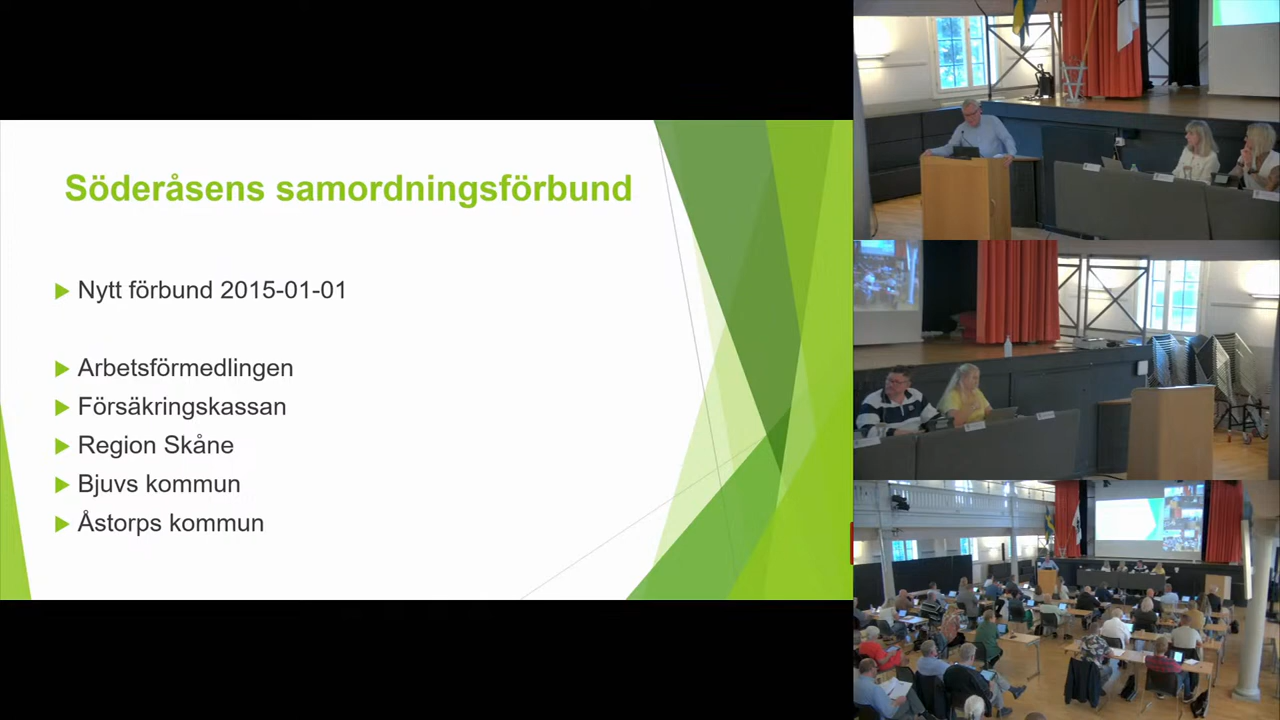 Söderåsens samordningsförbund
Nytt förbund 2015-01-01
Arbetsförmedlingen
Försäkringskassan
Region Skåne
Bjuvs kommun
Åstorps kommun